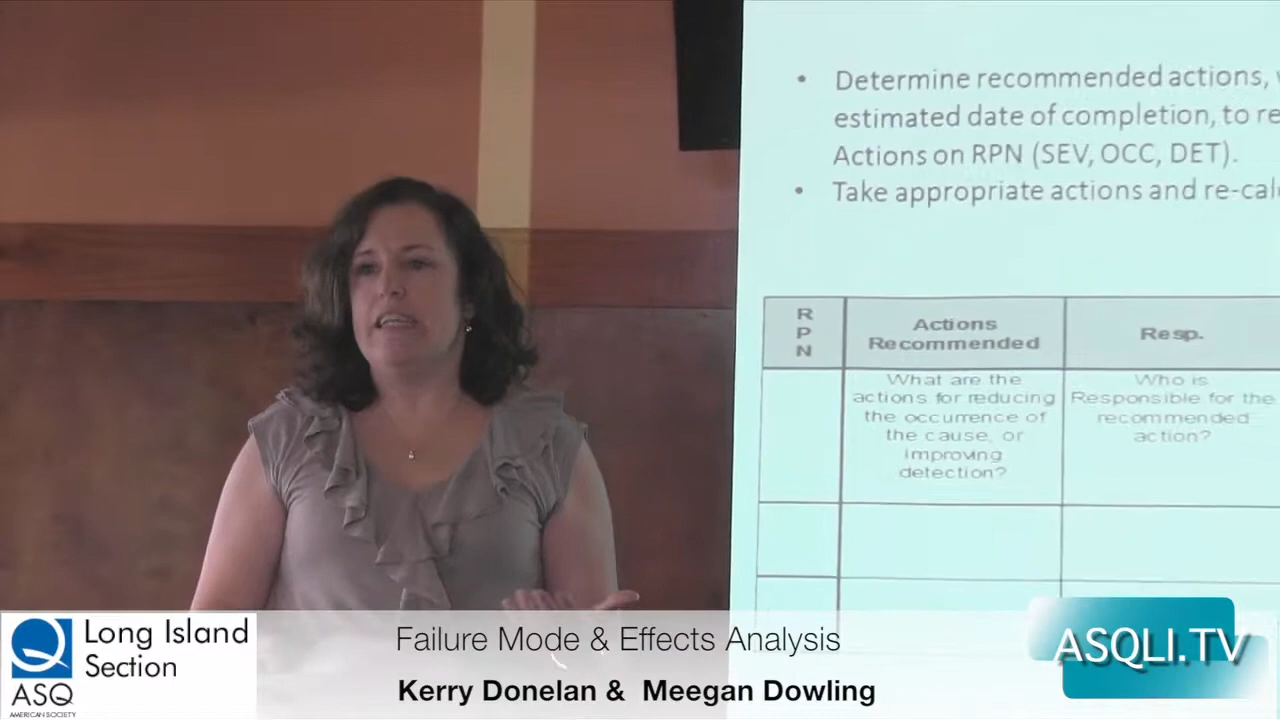 • Determine recommended actions,
estimated date of completion, to re
Actions on RPN (SEV, OCC, DET).
• Take appropriate actions and re-calc
R
P
N
Actions
Recommended
Resp.
What are the
actions for reducing
the occurrence of
the cause, or
improving
detection?
Who is
Responsible for the
recommended
action?
Long Island
Section
ASQ
AMERICAN SOCIETY
Failure Mode & Effects Analysis
Kerry Donelan & Meegan Dowling
ASQLI.TV